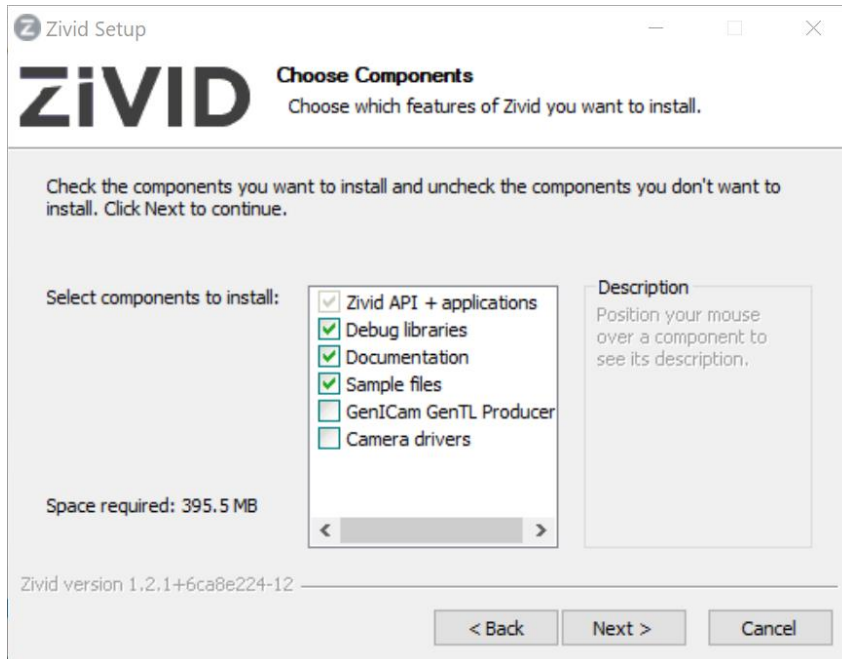 Zivid Setup
ZiVID
Choose Components
Choose which features of Zivid you want to install.
Check the components you want to install and uncheck the components you don't want to
install. Click Next to continue.
Select components to install:
Zivid API + applications
Debug libraries
Documentation
Sample files
GenICam GenTL Producer
Camera drivers
Description
Position your mouse
over a component to
see its description.
Space required: 395.5 MB
Zivid version 1.2.1+6ca8e224-12
< Back
Next >
Cancel